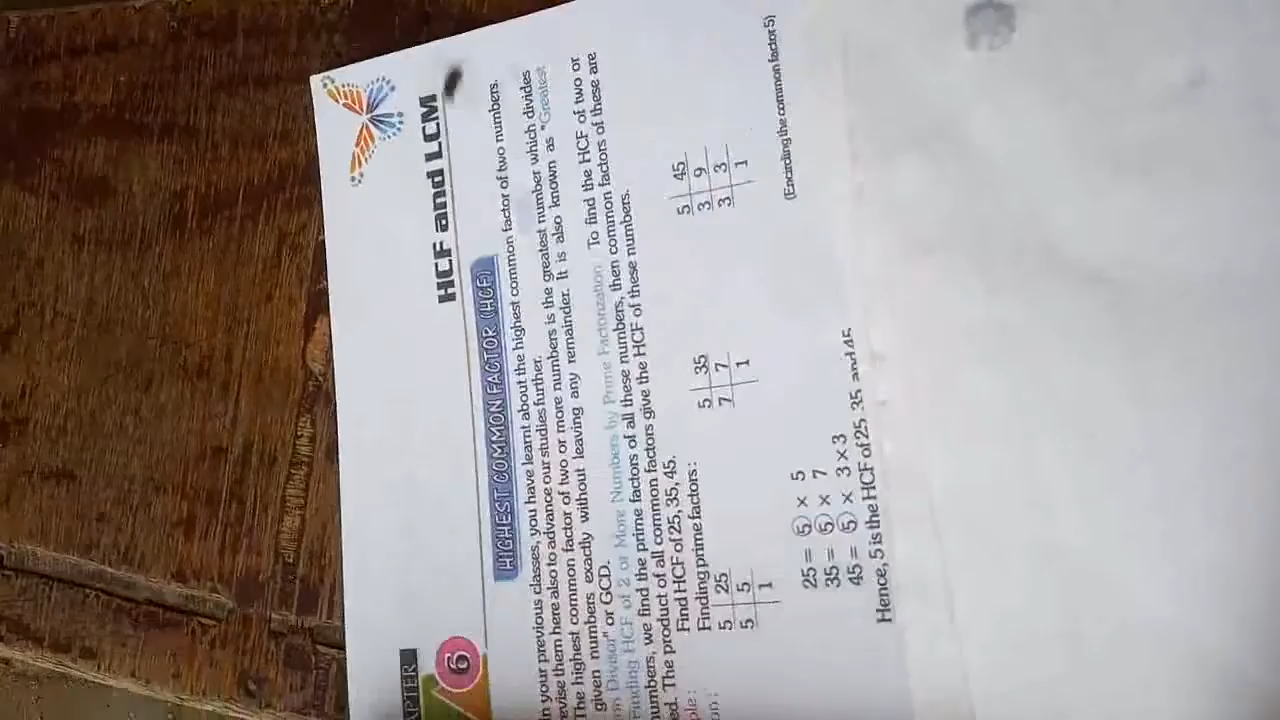 APTER
6
HCF and LCM
HIGHEST COMMON FACTOR (HCF)
In your previous classes, you have learnt about the highest common factor of two numbers.
evise them here also to advance our studies further.
The highest common factor of two or more numbers is the greatest number which divides
given numbers exactly without leaving any remainder. It is also known as "Greatest
on Divisor" or GCD.
Finding HCF of 2 or More Numbers by Prime Factorization : To find the HCF of two or
numbers, we find the prime factors of all these numbers, then common factors of these are
ed. The product of all common factors give the HCF of these numbers.
ple : Find HCF of 25, 35, 45.
on : Finding prime factors :
5 25 5 35 5 45
5 5 7 7 3 9
1 1 3 3
1
25 = 5 × 5
35 = 5 × 7
45 = 5 × 3 × 3 (Encircling the common factor 5)
Hence, 5 is the HCF of 25, 35 and 45